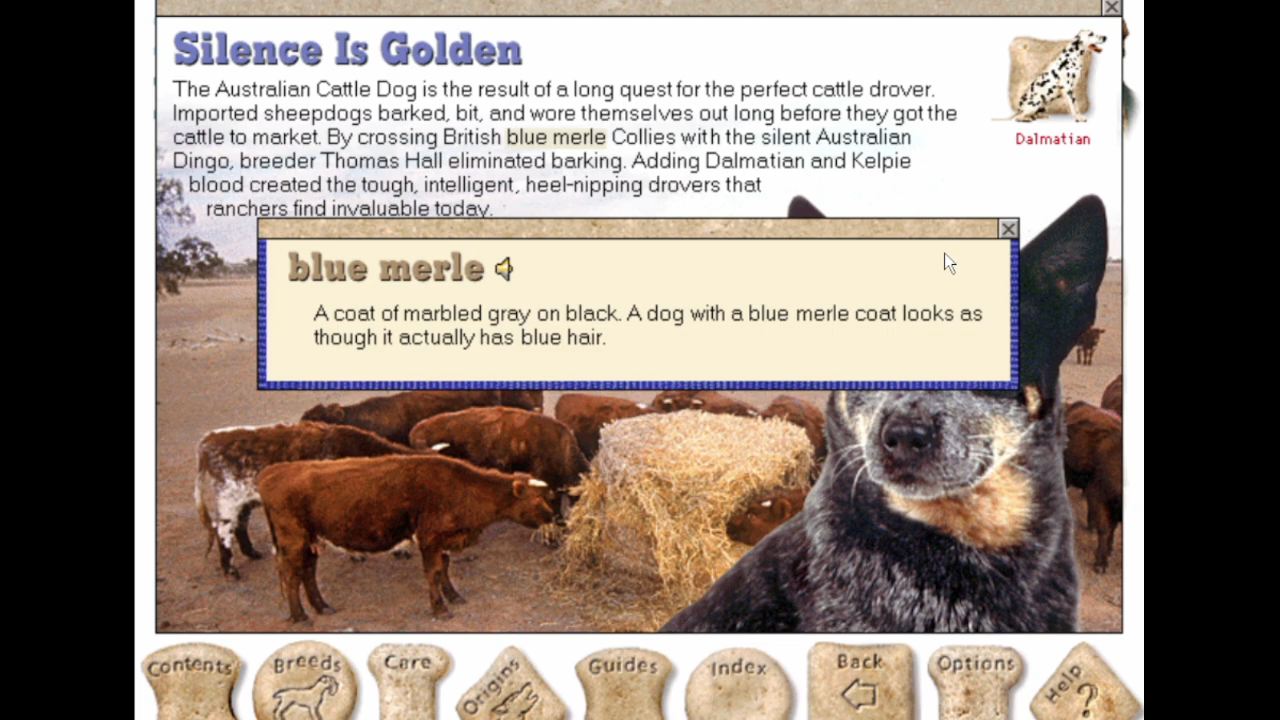 Silence Is Golden
The Australian Cattle Dog is the result of a long quest for the perfect cattle drover.
Imported sheepdogs barked, bit, and wore themselves out long before they got the
cattle to market. By crossing British blue merle Collies with the silent Australian
Dingo, breeder Thomas Hall eliminated barking. Adding Dalmatian and Kelpie
blood created the tough, intelligent, heel-nipping drovers that
ranchers find invaluable today.
Dalmatian
blue merle
A coat of marbled gray on black. A dog with a blue merle coat looks as
though it actually has blue hair.
Contents
Breeds
Care
Origins
Guides
Index
Back
Options
Help
?